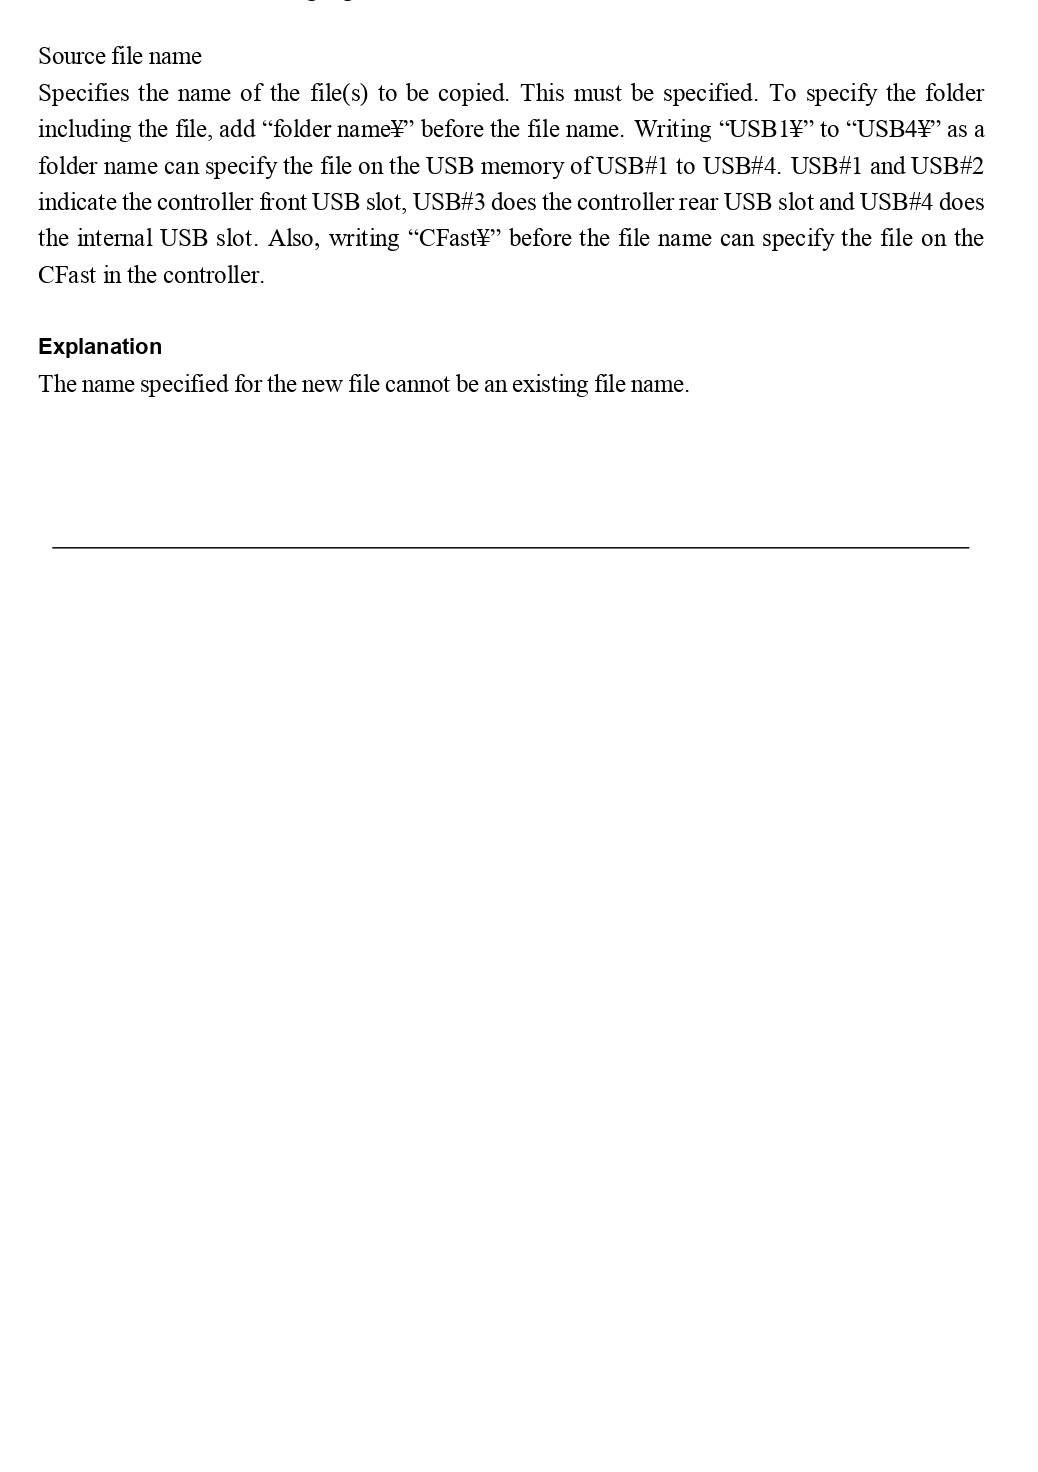 Source file name
Specifies the name of the file(s) to be copied. This must be specified. To specify the folder
including the file, add “folder name¥” before the file name. Writing “USB1¥” to “USB4¥” as a
folder name can specify the file on the USB memory of USB#1 to USB#4. USB#1 and USB#2
indicate the controller front USB slot, USB#3 does the controller rear USB slot and USB#4 does
the internal USB slot. Also, writing “CFast¥” before the file name can specify the file on the
CFast in the controller.
Explanation
The name specified for the new file cannot be an existing file name.